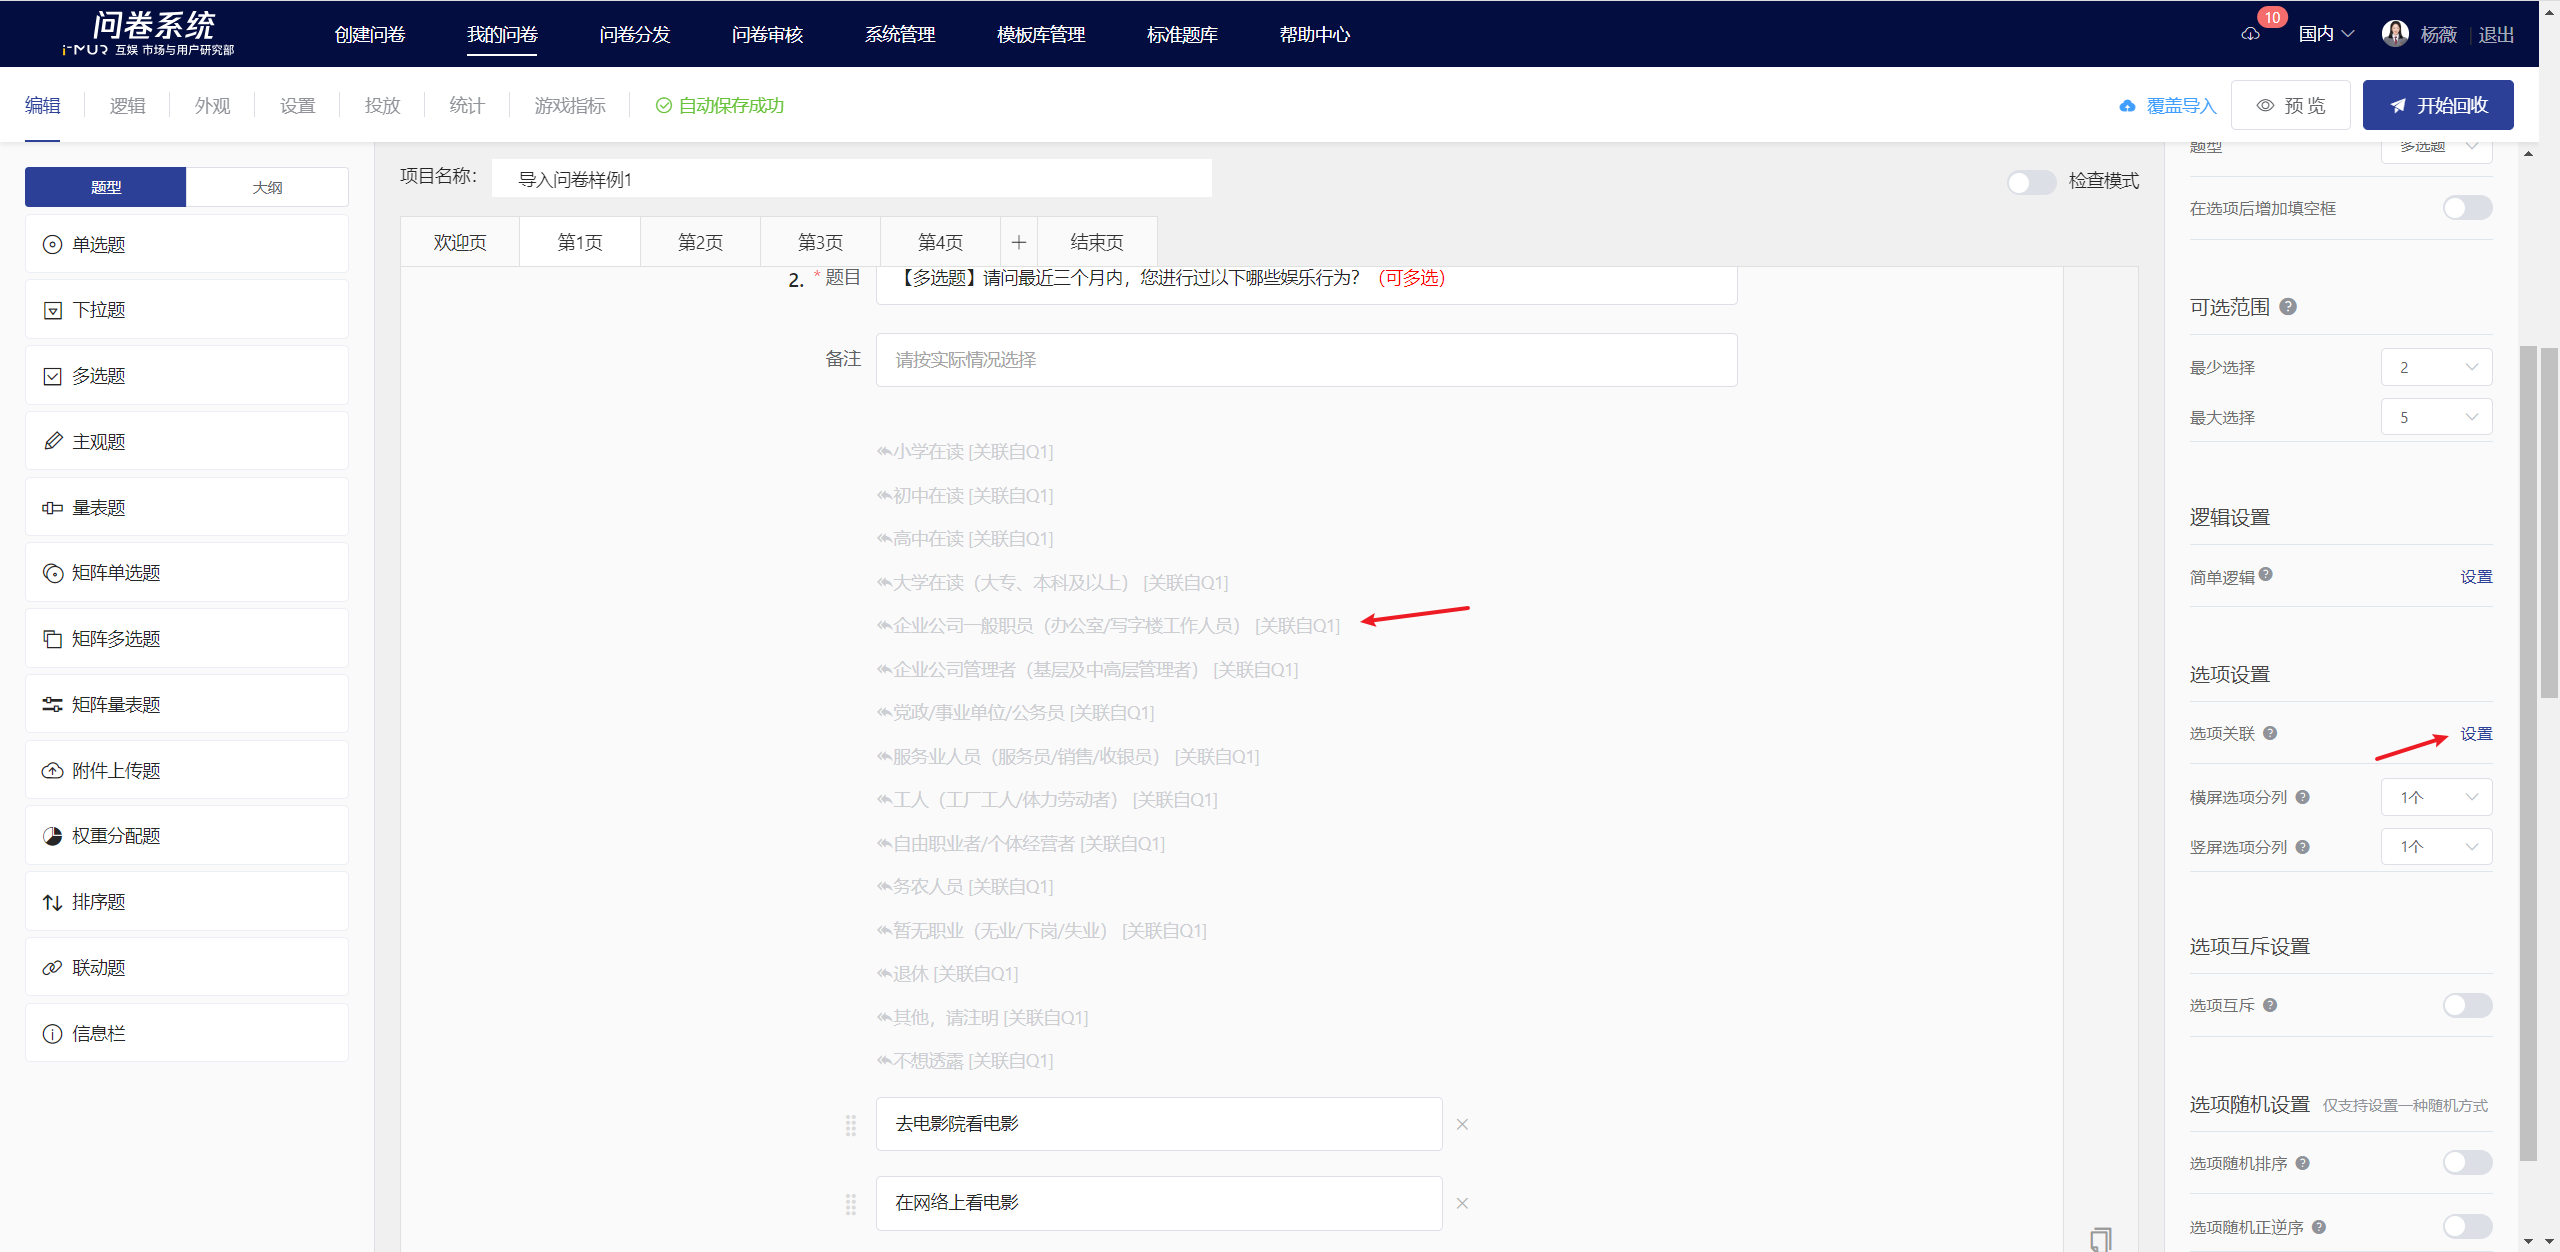 问卷系统
i-MUR 互娱 市场与用户研究部
创建问卷
我的问卷
问卷分发
问卷审核
系统管理
模板库管理
标准题库
帮助中心
10
国内
杨薇
退出
编辑
逻辑
外观
设置
投放
统计
游戏指标
自动保存成功
覆盖导入
预 览
开始回收
题型
大纲
单选题
下拉题
多选题
主观题
量表题
矩阵单选题
矩阵多选题
矩阵量表题
附件上传题
权重分配题
排序题
联动题
信息栏
项目名称：
导入问卷样例1
检查模式
欢迎页
第1页
第2页
第3页
第4页
+
结束页
2. * 题目
【多选题】请问最近三个月内，您进行过以下哪些娱乐行为？（可多选）
备注
请按实际情况选择
小学在读 [关联自Q1]
初中在读 [关联自Q1]
高中在读 [关联自Q1]
大学在读（大专、本科及以上） [关联自Q1]
企业公司一般职员（办公室/写字楼工作人员） [关联自Q1]
企业公司管理者（基层及中高层管理者） [关联自Q1]
党政/事业单位/公务员 [关联自Q1]
服务业人员（服务员/销售/收银员） [关联自Q1]
工人（工厂工人/体力劳动者） [关联自Q1]
自由职业者/个体经营者 [关联自Q1]
务农人员 [关联自Q1]
暂无职业（无业/下岗/失业） [关联自Q1]
退休 [关联自Q1]
其他，请注明 [关联自Q1]
不想透露 [关联自Q1]
去电影院看电影
在网络上看电影
题型
多选题
在选项后增加填空框
可选范围
最少选择
2
最大选择
5
逻辑设置
简单逻辑
设置
选项设置
选项关联
设置
横屏选项分列
1个
竖屏选项分列
1个
选项互斥设置
选项互斥
选项随机设置 仅支持设置一种随机方式
选项随机排序
选项随机正逆序